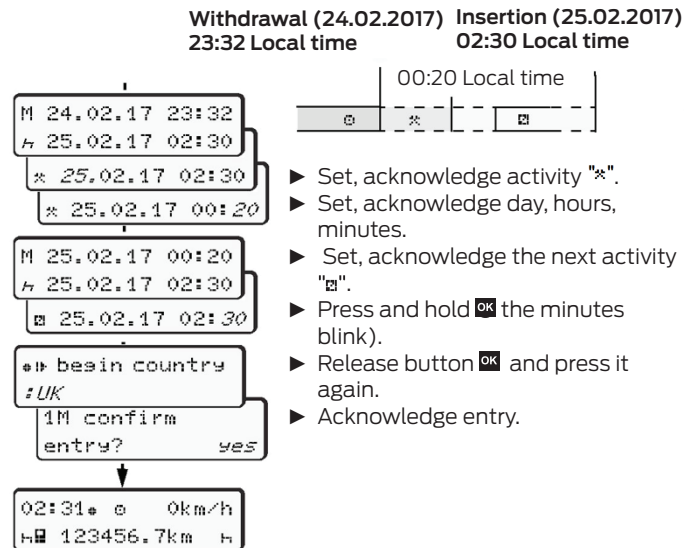 Withdrawal (24.02.2017) Insertion (25.02.2017)
23:32 Local time 02:30 Local time
00:20 Local time
M 24.02.17 23:32
25.02.17 02:30
25.02.17 02:30
25.02.17 00:20
M 25.02.17 00:20
25.02.17 02:30
25.02.17 02:30
begin country
:UK
1M confirm
entry? yes
02:31 0km/h
123456.7km
► Set, acknowledge activity "".
► Set, acknowledge day, hours,
minutes.
► Set, acknowledge the next activity
"".
► Press and hold OK the minutes
blink).
► Release button OK and press it
again.
► Acknowledge entry.